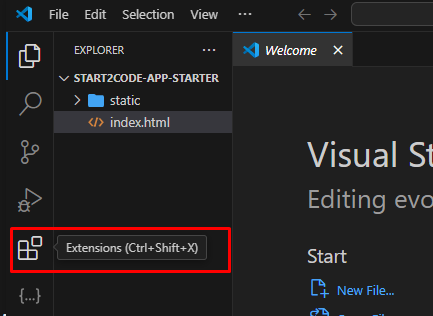 File Edit Selection View ···
EXPLORER ···
Welcome
START2CODE-APP-STARTER
static
index.html
Visual St
Editing evo
Extensions (Ctrl+Shift+X)
Start
New File...
{...}